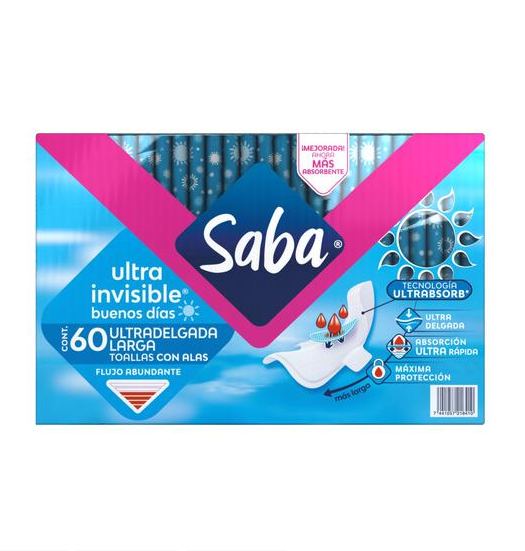 ¡MEJORADA!
AHORA
MÁS
ABSORBENTE
Saba®
ultra
invisible®
buenos días
CONT. 60 ULTRADELGADA
LARGA
TOALLAS CON ALAS
FLUJO ABUNDANTE
TECNOLOGÍA
ULTRABSORB*
ULTRA
DELGADA
ABSORCIÓN
ULTRA RÁPIDA
MÁXIMA
PROTECCIÓN
más larga